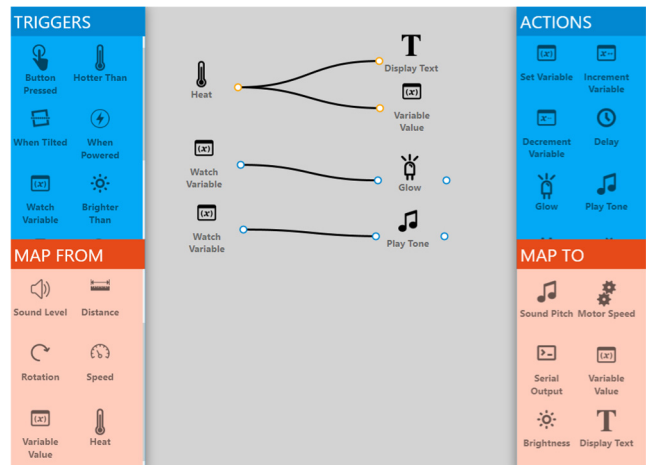 TRIGGERS
Button
Pressed
Hotter Than
When Tilted
When
Powered
(x)
Watch
Variable
Brighter
Than
MAP FROM
Sound Level
Distance
Rotation
Speed
(x)
Variable
Value
Heat
Heat
T
Display Text
(x)
Variable
Value
(x)
Watch
Variable
Glow
(x)
Watch
Variable
Play Tone
ACTIONS
(x)
Set Variable
x-
Increment
Variable
x-
Decrement
Variable
Delay
Glow
Play Tone
MAP TO
Sound Pitch
Motor Speed
Serial
Output
(x)
Variable
Value
Brightness
T
Display Text